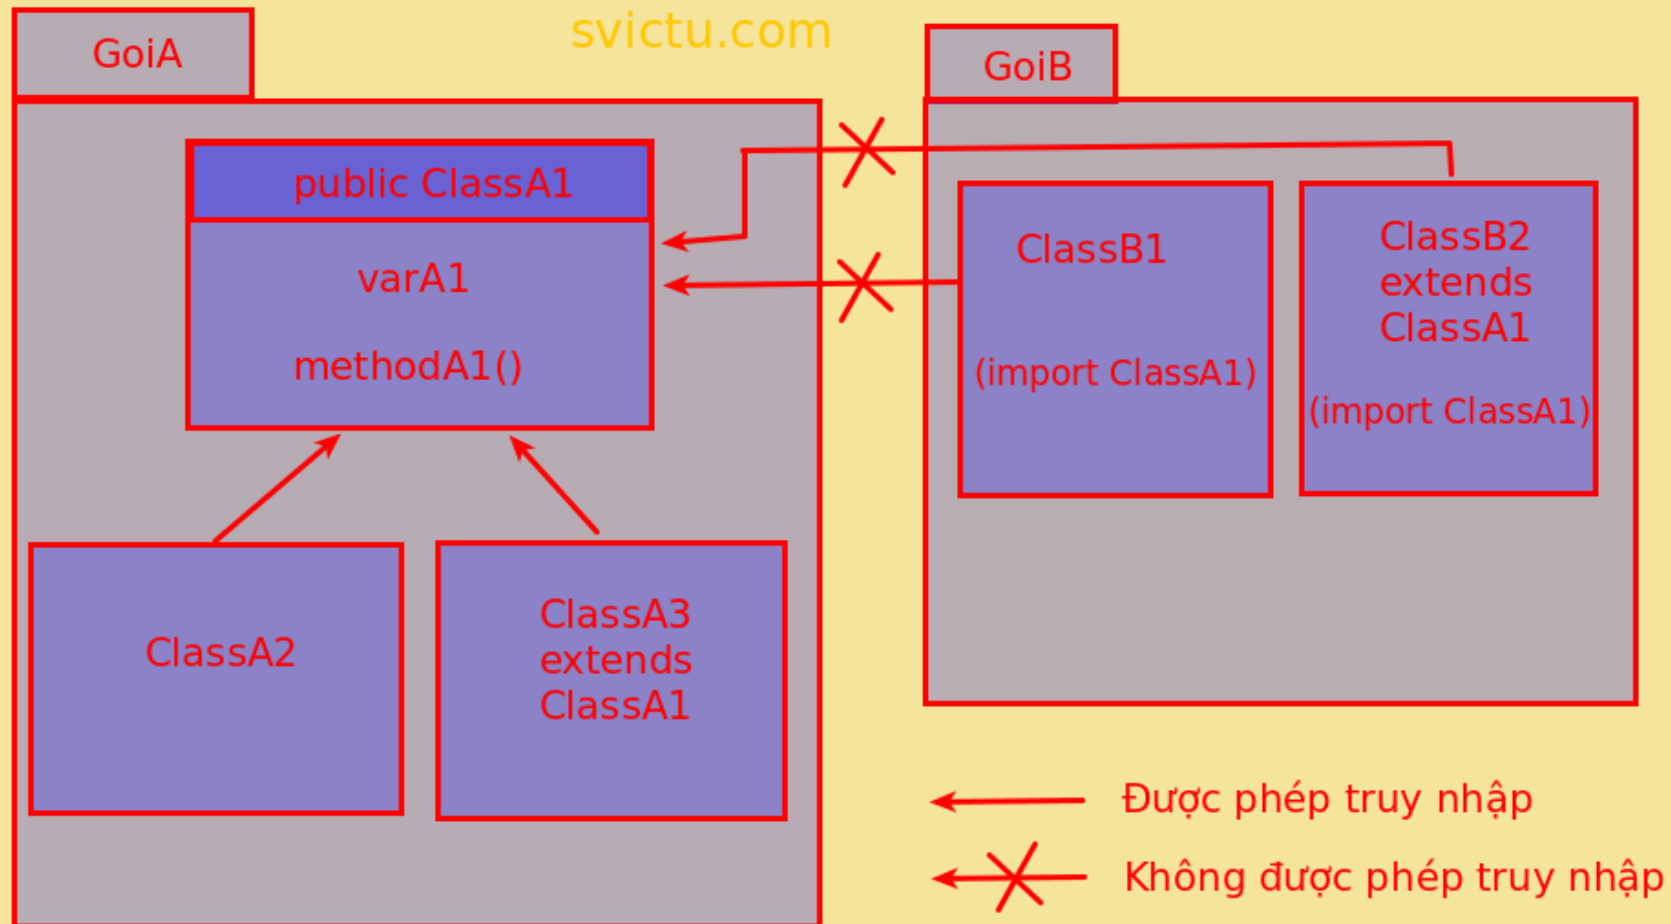 svictu.com
GoiA
public ClassA1
varA1
methodA1()
ClassA2
ClassA3
extends
ClassA1
GoiB
ClassB1
(import ClassA1)
ClassB2
extends
ClassA1
(import ClassA1)
Được phép truy nhập
Không được phép truy nhập